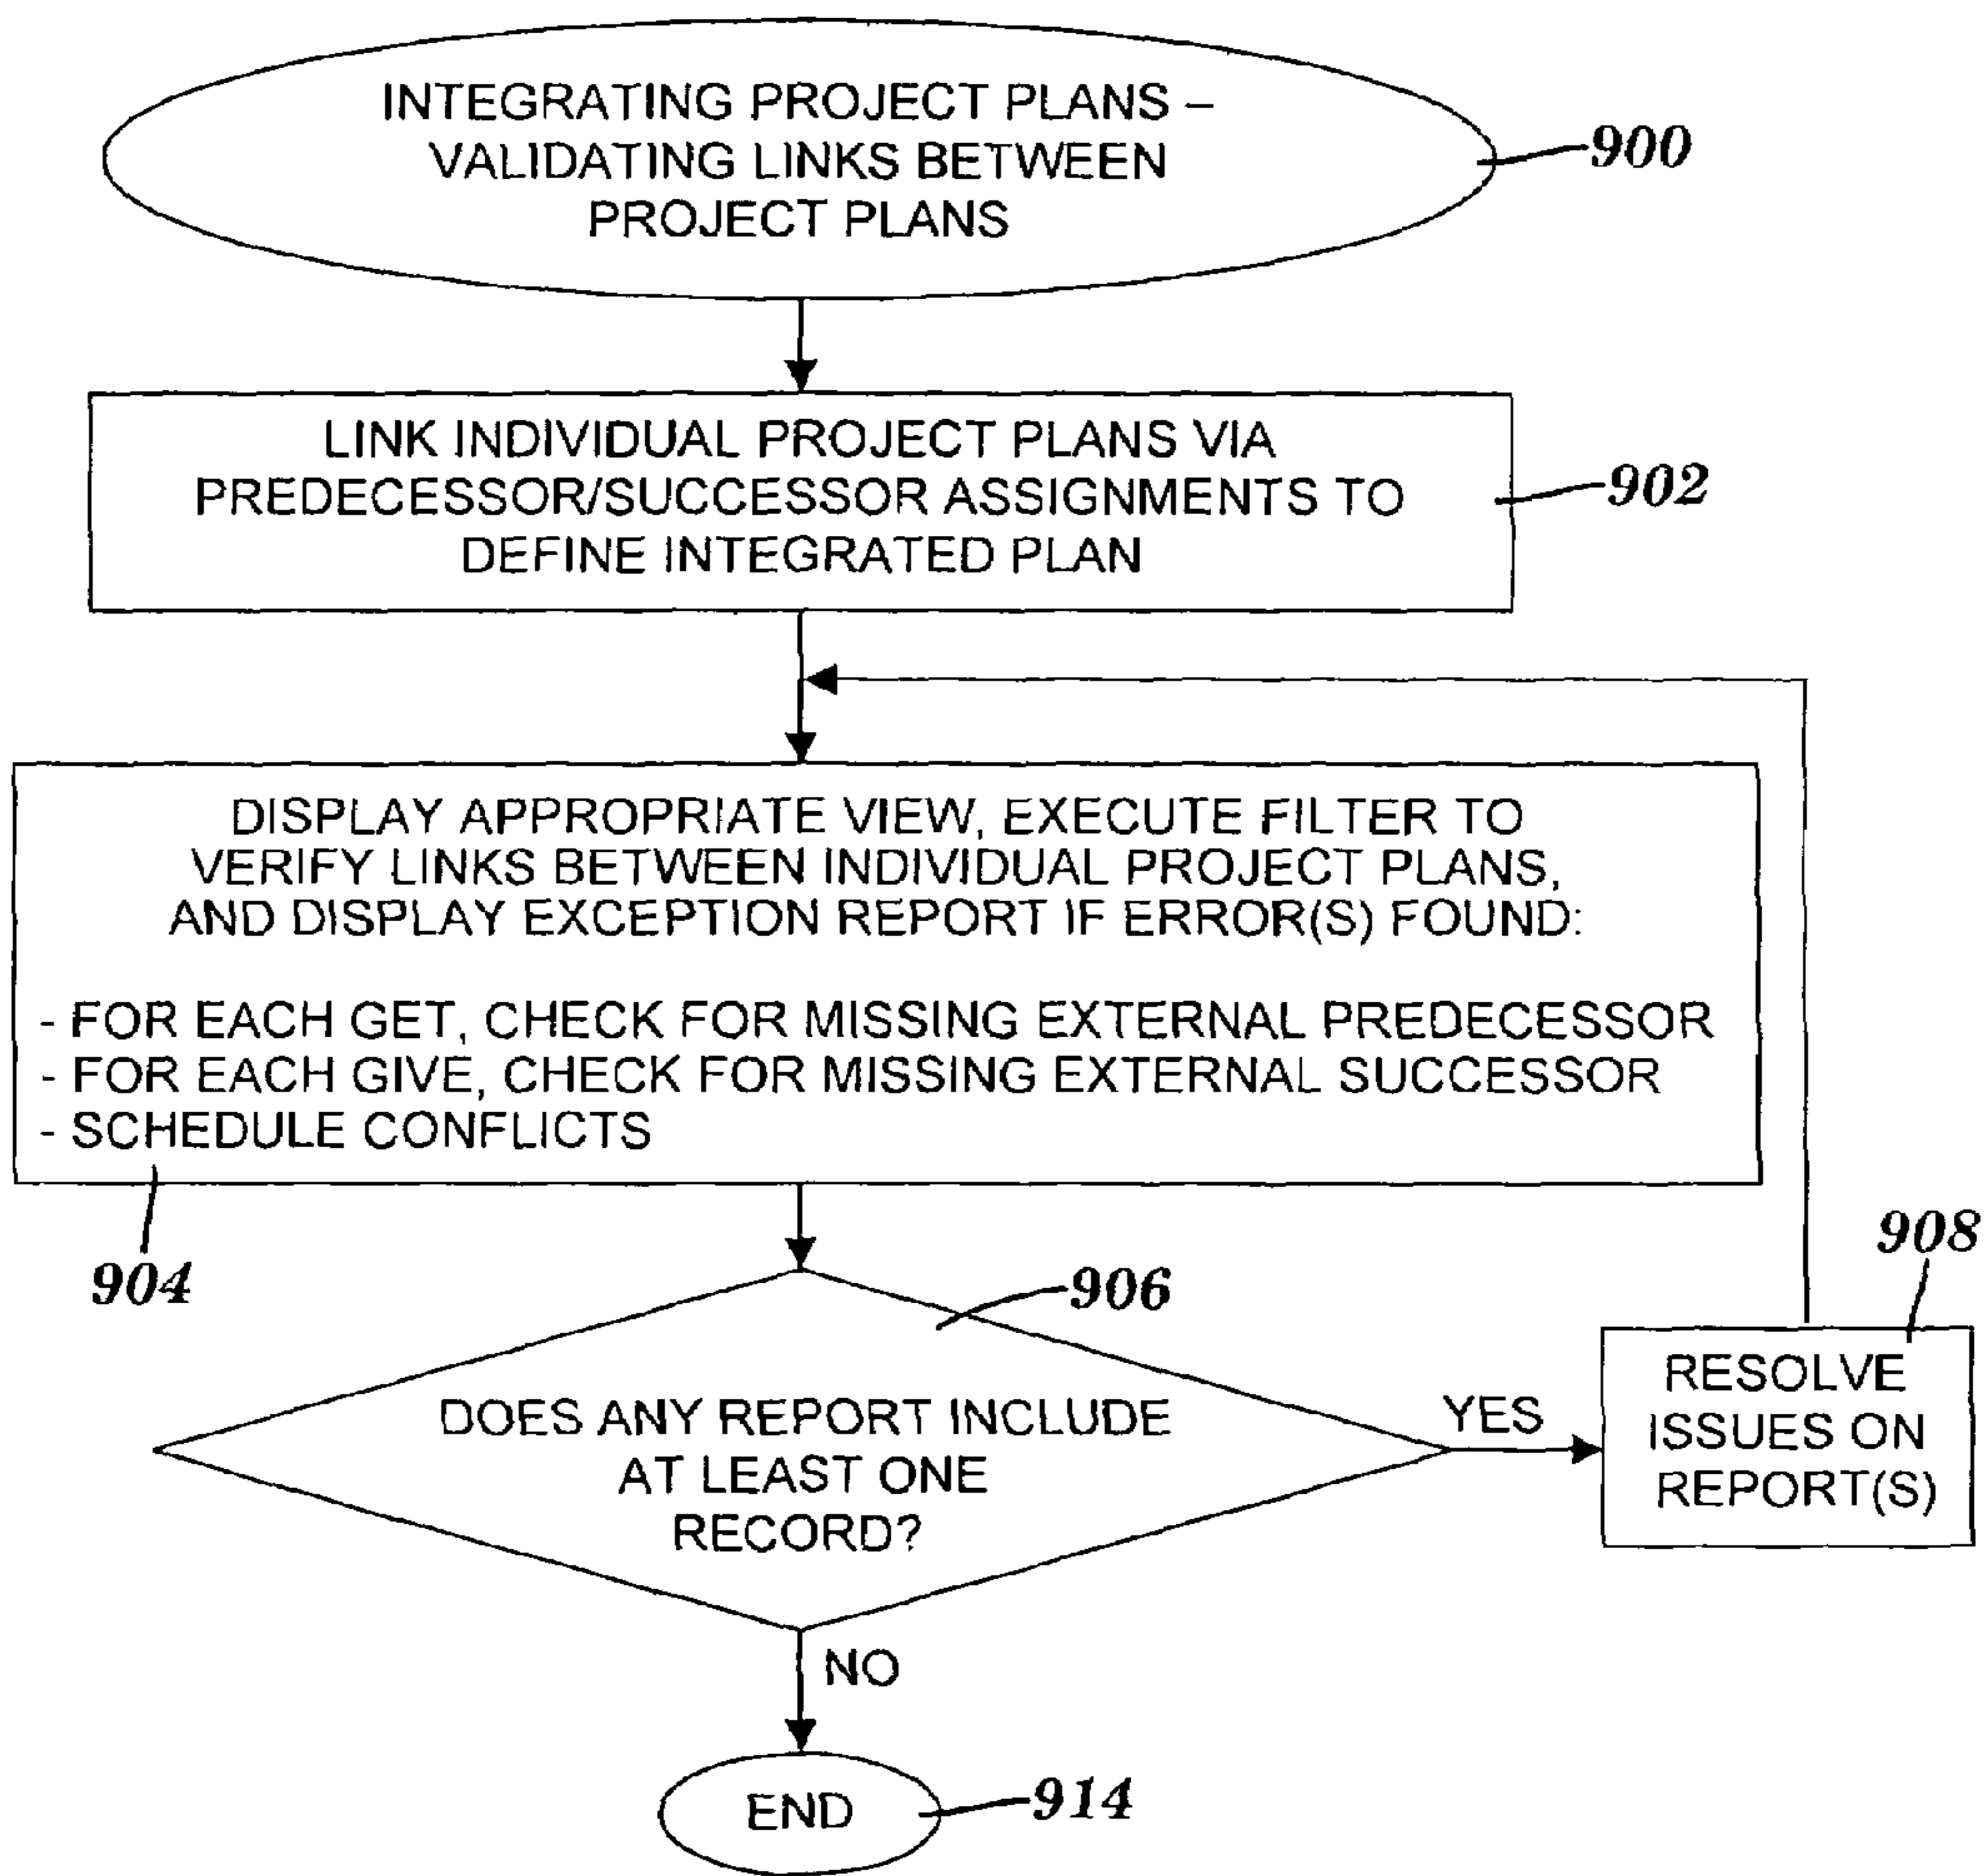 INTEGRATING PROJECT PLANS –
VALIDATING LINKS BETWEEN
PROJECT PLANS
900
LINK INDIVIDUAL PROJECT PLANS VIA
PREDECESSOR/SUCCESSOR ASSIGNMENTS TO
DEFINE INTEGRATED PLAN
902
DISPLAY APPROPRIATE VIEW, EXECUTE FILTER TO
VERIFY LINKS BETWEEN INDIVIDUAL PROJECT PLANS,
AND DISPLAY EXCEPTION REPORT IF ERROR(S) FOUND:
- FOR EACH GET, CHECK FOR MISSING EXTERNAL PREDECESSOR
- FOR EACH GIVE, CHECK FOR MISSING EXTERNAL SUCCESSOR
- SCHEDULE CONFLICTS
904
906
908
DOES ANY REPORT INCLUDE
AT LEAST ONE
RECORD?
YES
RESOLVE
ISSUES ON
REPORT(S)
NO
END
914